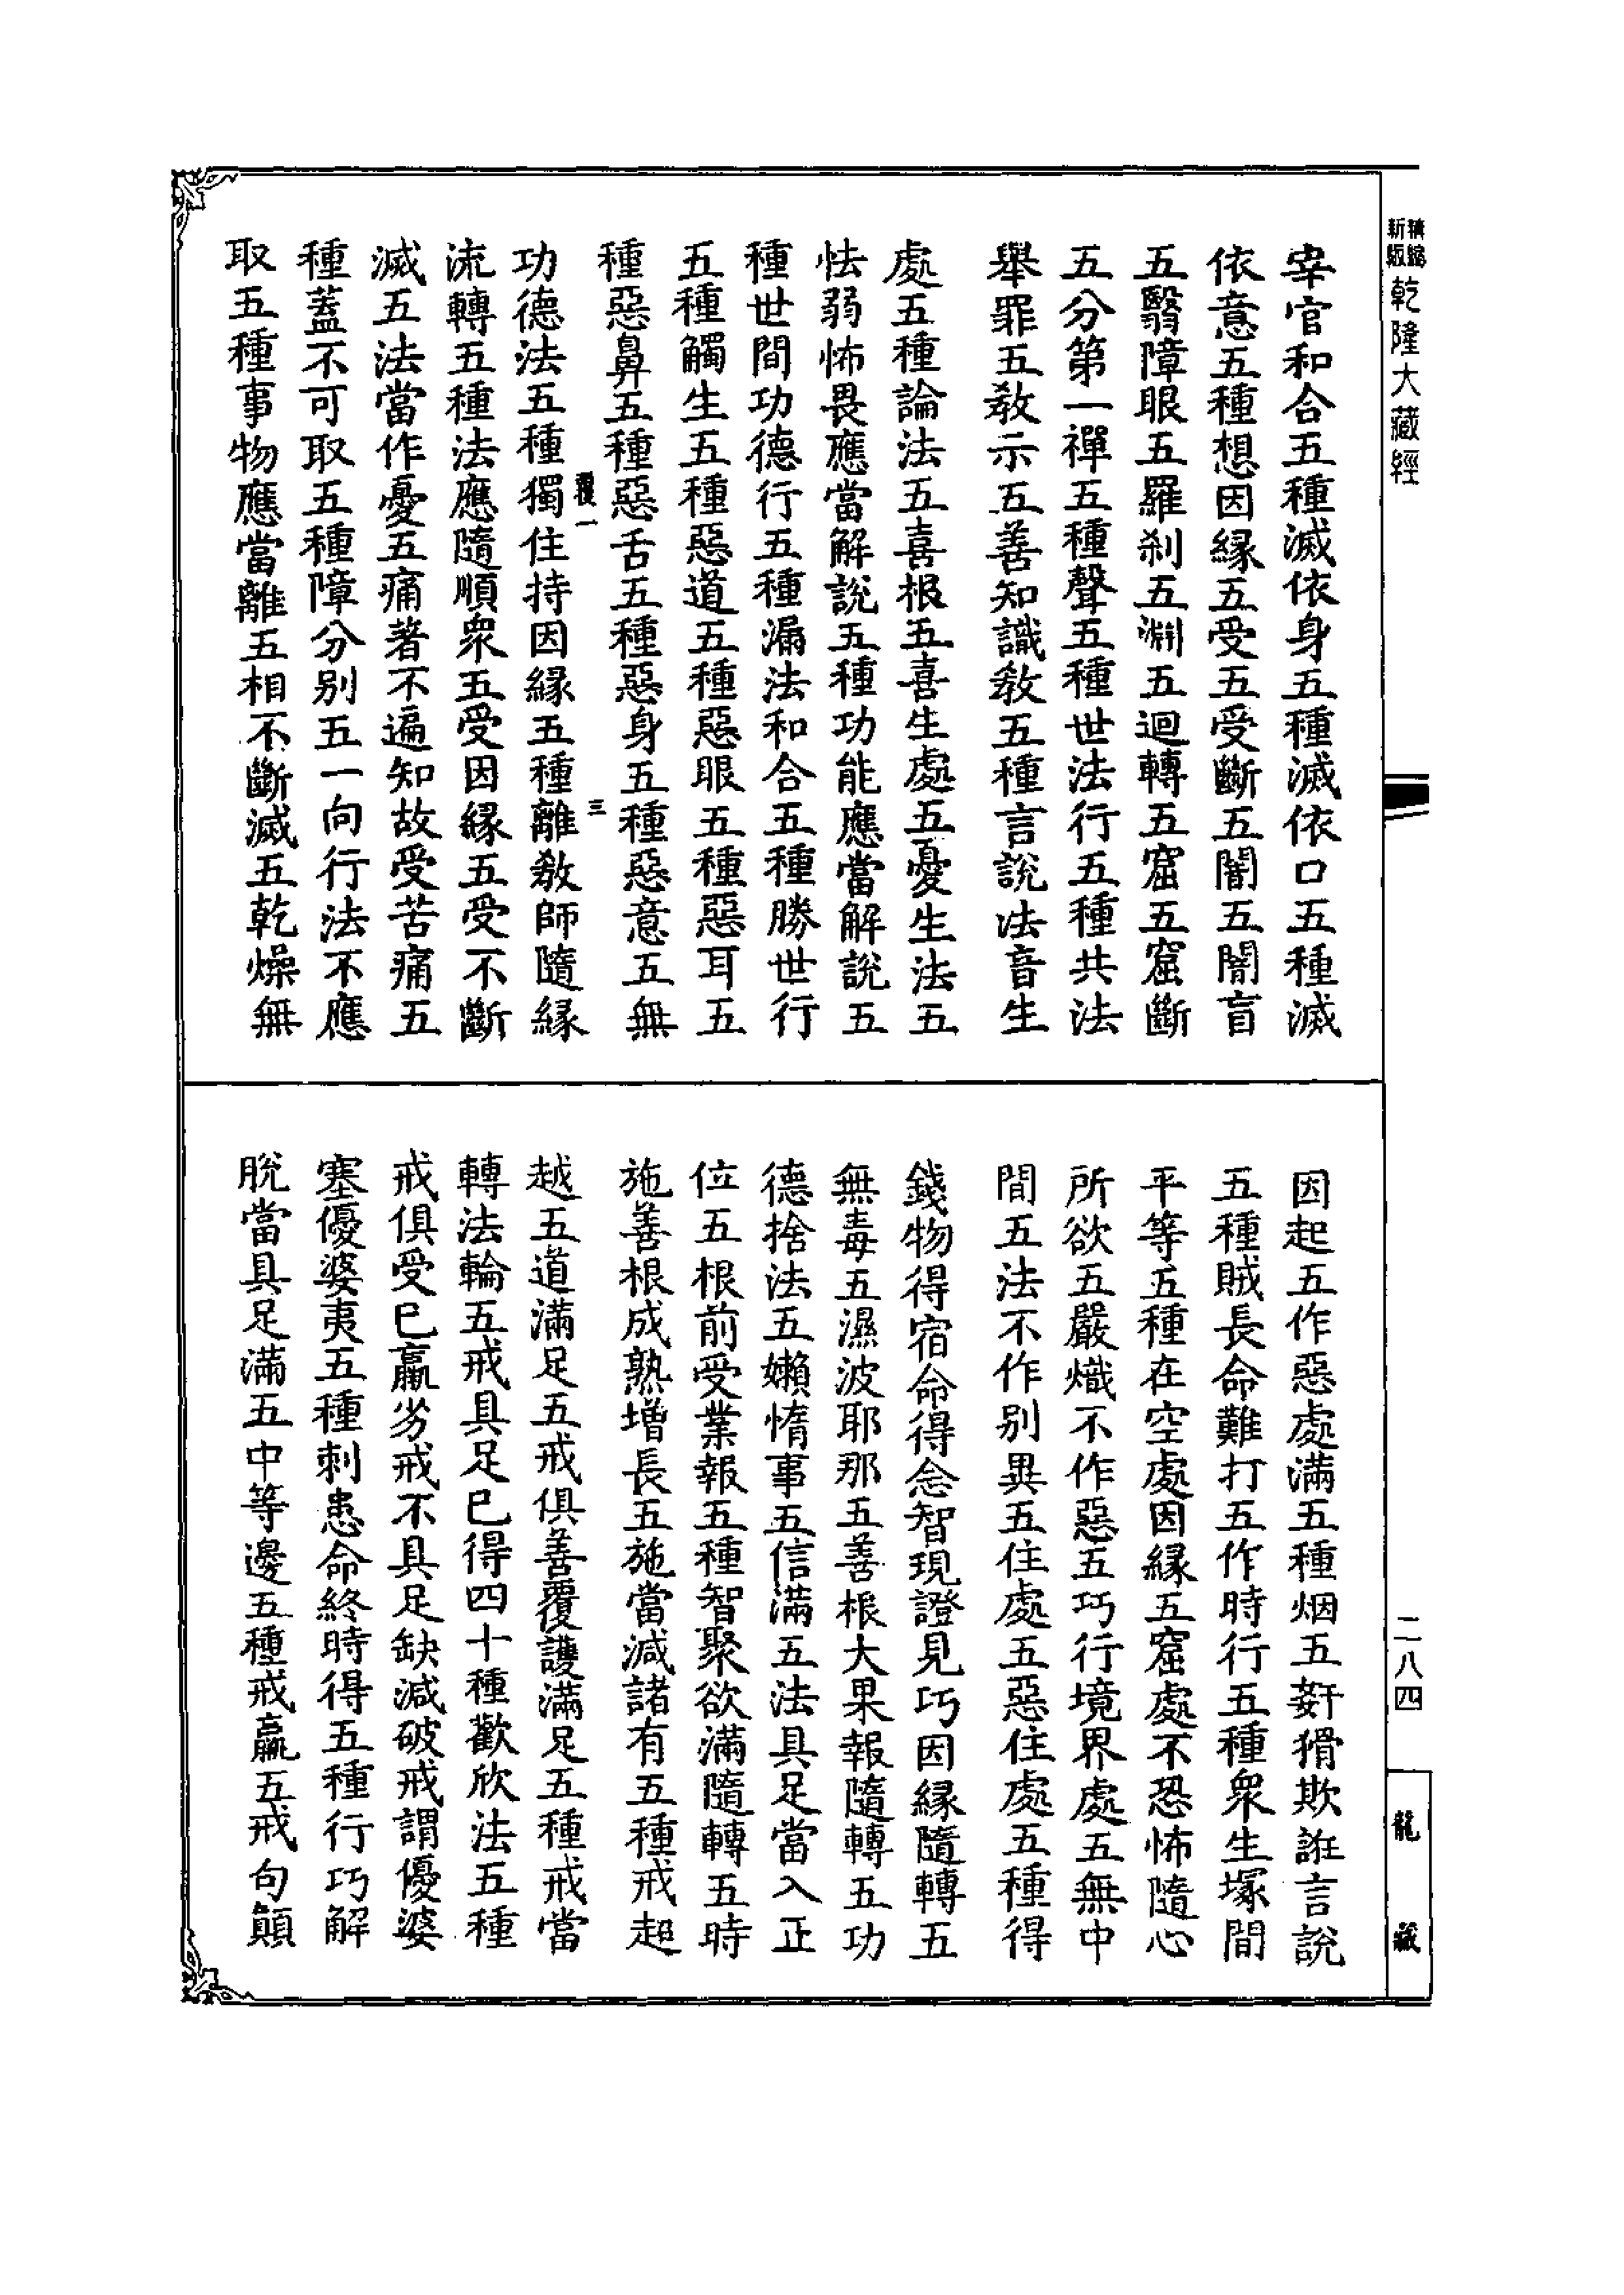 新版
精編
乾隆大藏經
宰官和合五種滅依身五種滅依口五種滅
依意五種想因緣五受五受斷五闇五闇盲
五翳障眼五羅刹五淵五迴轉五窟五窟斷
五分第一禪五種聲五種世法行五種共法
舉罪五教示五善知識教五種言說法音生
處五種論法五喜根五喜生處五憂生法五
怯弱怖畏應當解說五種功能應當解說五
種世間功德行五種漏法和合五種勝世行
五種觸生五種惡道五種惡眼五種惡耳五
種惡鼻五種惡舌五種惡身五種惡意五無
三
功德法五種獨住持因緣五種離教師隨緣
流轉五種法應隨順衆五受因緣五受不斷
滅五法當作憂五痛著不遍知故受苦痛五
種蓋不可取五種障分別五一向行法不應
取五種事物應當離五相不斷滅五乾燥無
因起五作惡處滿五種烟五姧猾欺誑言說
五種賊長命難打五作時行五種衆生塚間
平等五種在空處因緣五窟處不恐怖隨心
所欲五嚴熾不作惡五巧行境界處五無中
間五法不作別異五住處五惡住處五種得
錢物得宿命得念智現證見巧因緣隨轉五
無毒五濕波耶那五善根大果報隨轉五功
德捨法五嬾惰事五信滿五法具足當入正
位五根前受業報五種智聚欲滿隨轉五時
施善根成熟增長五施當減諸有五種戒超
越五道滿足五戒俱善覆護滿足五種戒當
轉法輪五戒具足已得四十種歡欣法五種
戒俱受已羸劣戒不具足缺減破戒謂優婆
塞優婆夷五種刺患命終時得五種行巧解
脫當具足滿五中等邊五種戒羸五戒句顛
二八四
龍藏